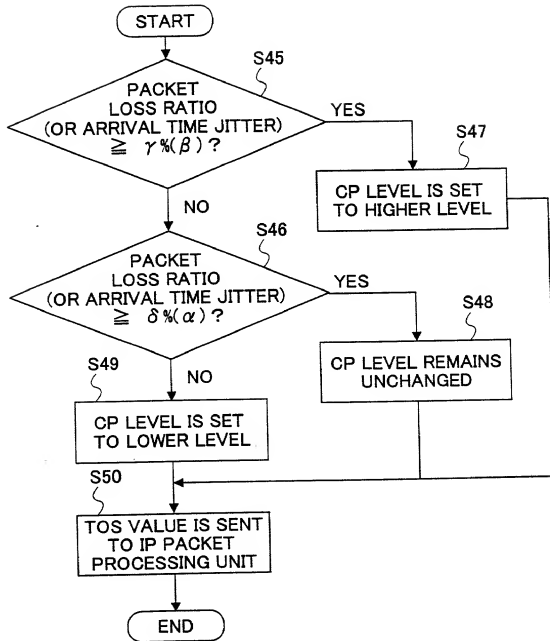 START
S45
PACKET
LOSS RATIO
(OR ARRIVAL TIME JITTER)
≧ γ%(β) ?
YES
S47
CP LEVEL IS SET
TO HIGHER LEVEL
NO
S46
PACKET
LOSS RATIO
(OR ARRIVAL TIME JITTER)
≧ δ%(α) ?
YES
S48
CP LEVEL REMAINS
UNCHANGED
S49
NO
CP LEVEL IS SET
TO LOWER LEVEL
S50
TOS VALUE IS SENT
TO IP PACKET
PROCESSING UNIT
END